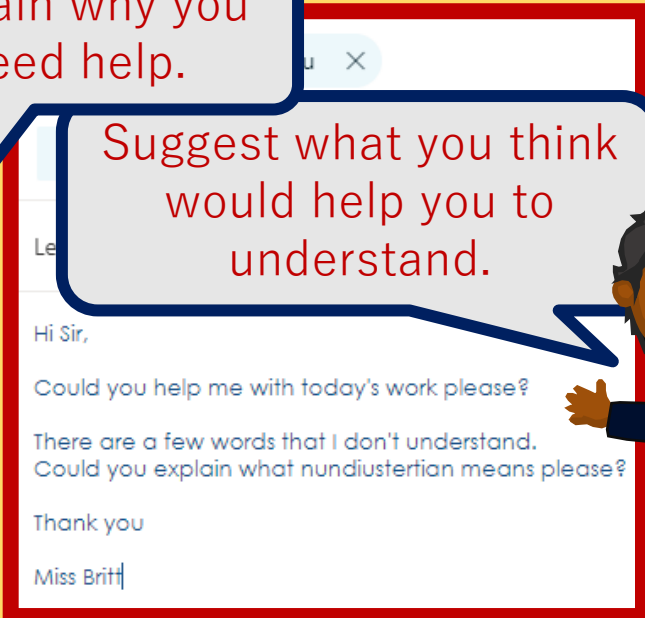 ain why you
eed help.
u
Suggest what you think
would help you to
understand.
Le
Hi Sir,
Could you help me with today's work please?
There are a few words that I don't understand.
Could you explain what nundiustertian means please?
Thank you
Miss Britt